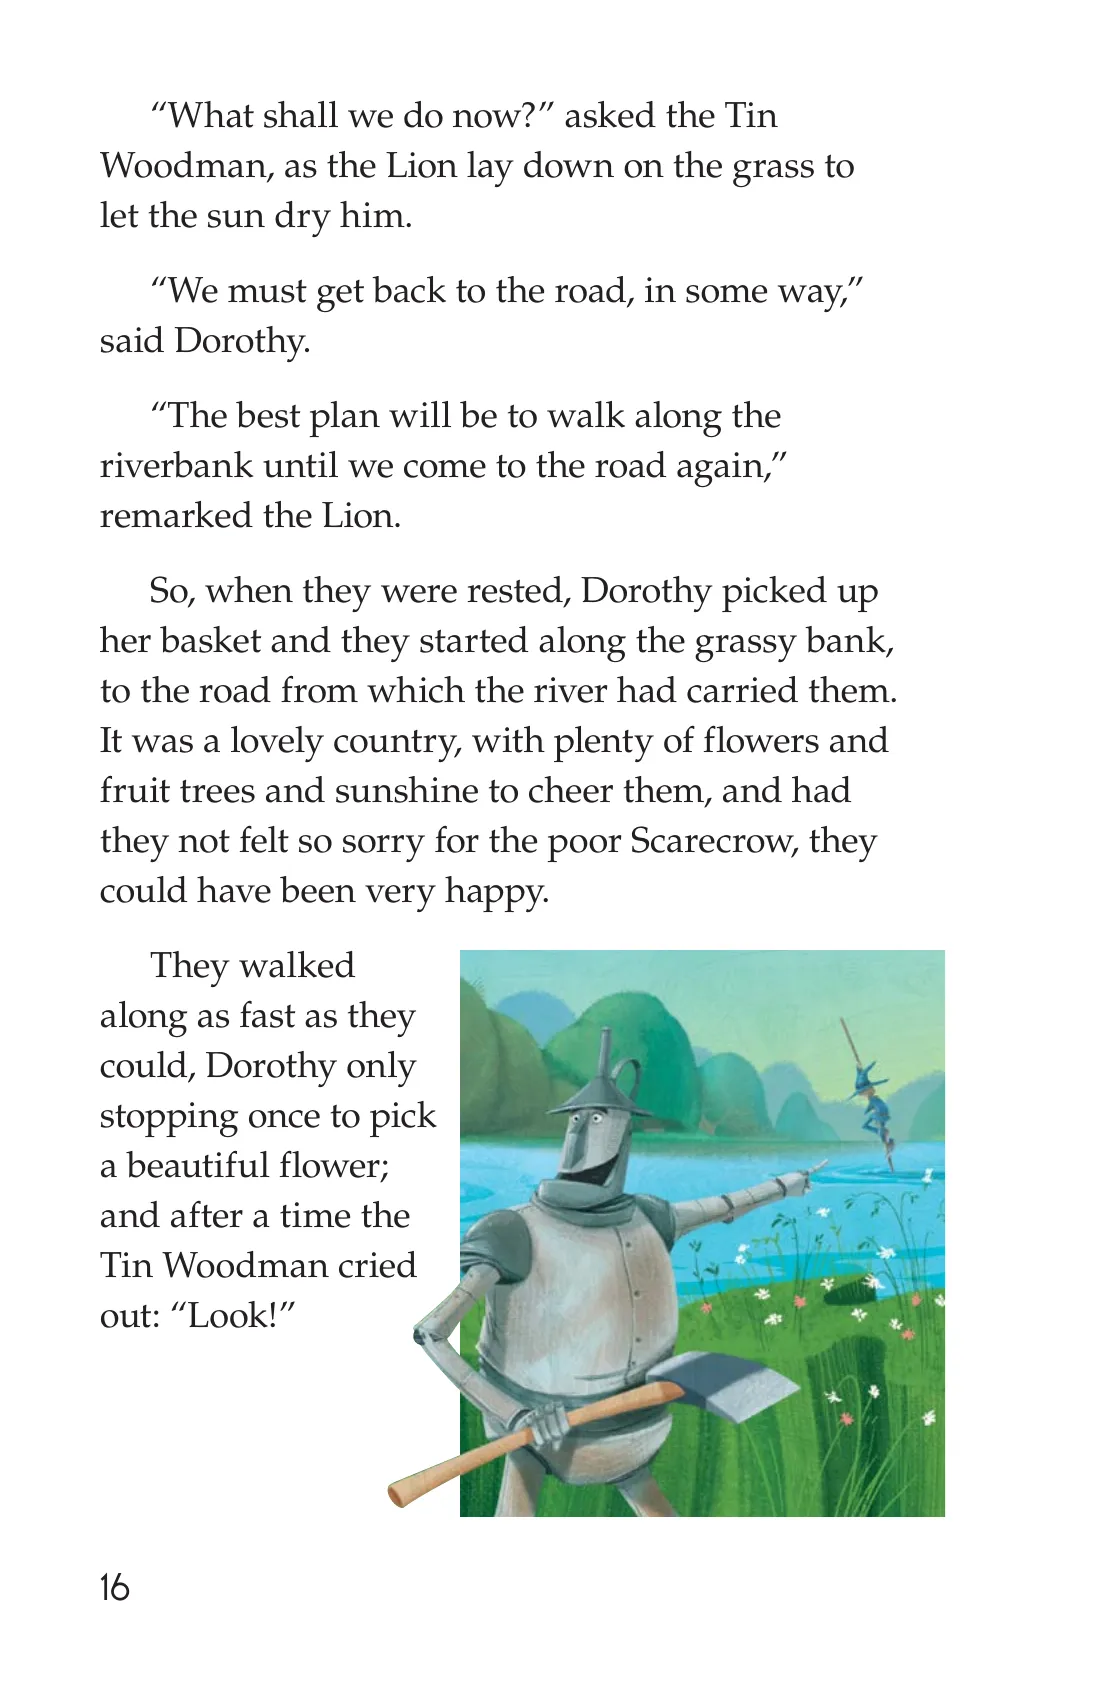 “What shall we do now?” asked the Tin
Woodman, as the Lion lay down on the grass to
let the sun dry him.
“We must get back to the road, in some way,”
said Dorothy.
“The best plan will be to walk along the
riverbank until we come to the road again,”
remarked the Lion.
So, when they were rested, Dorothy picked up
her basket and they started along the grassy bank,
to the road from which the river had carried them.
It was a lovely country, with plenty of flowers and
fruit trees and sunshine to cheer them, and had
they not felt so sorry for the poor Scarecrow, they
could have been very happy.
They walked
along as fast as they
could, Dorothy only
stopping once to pick
a beautiful flower;
and after a time the
Tin Woodman cried
out: “Look!”
16